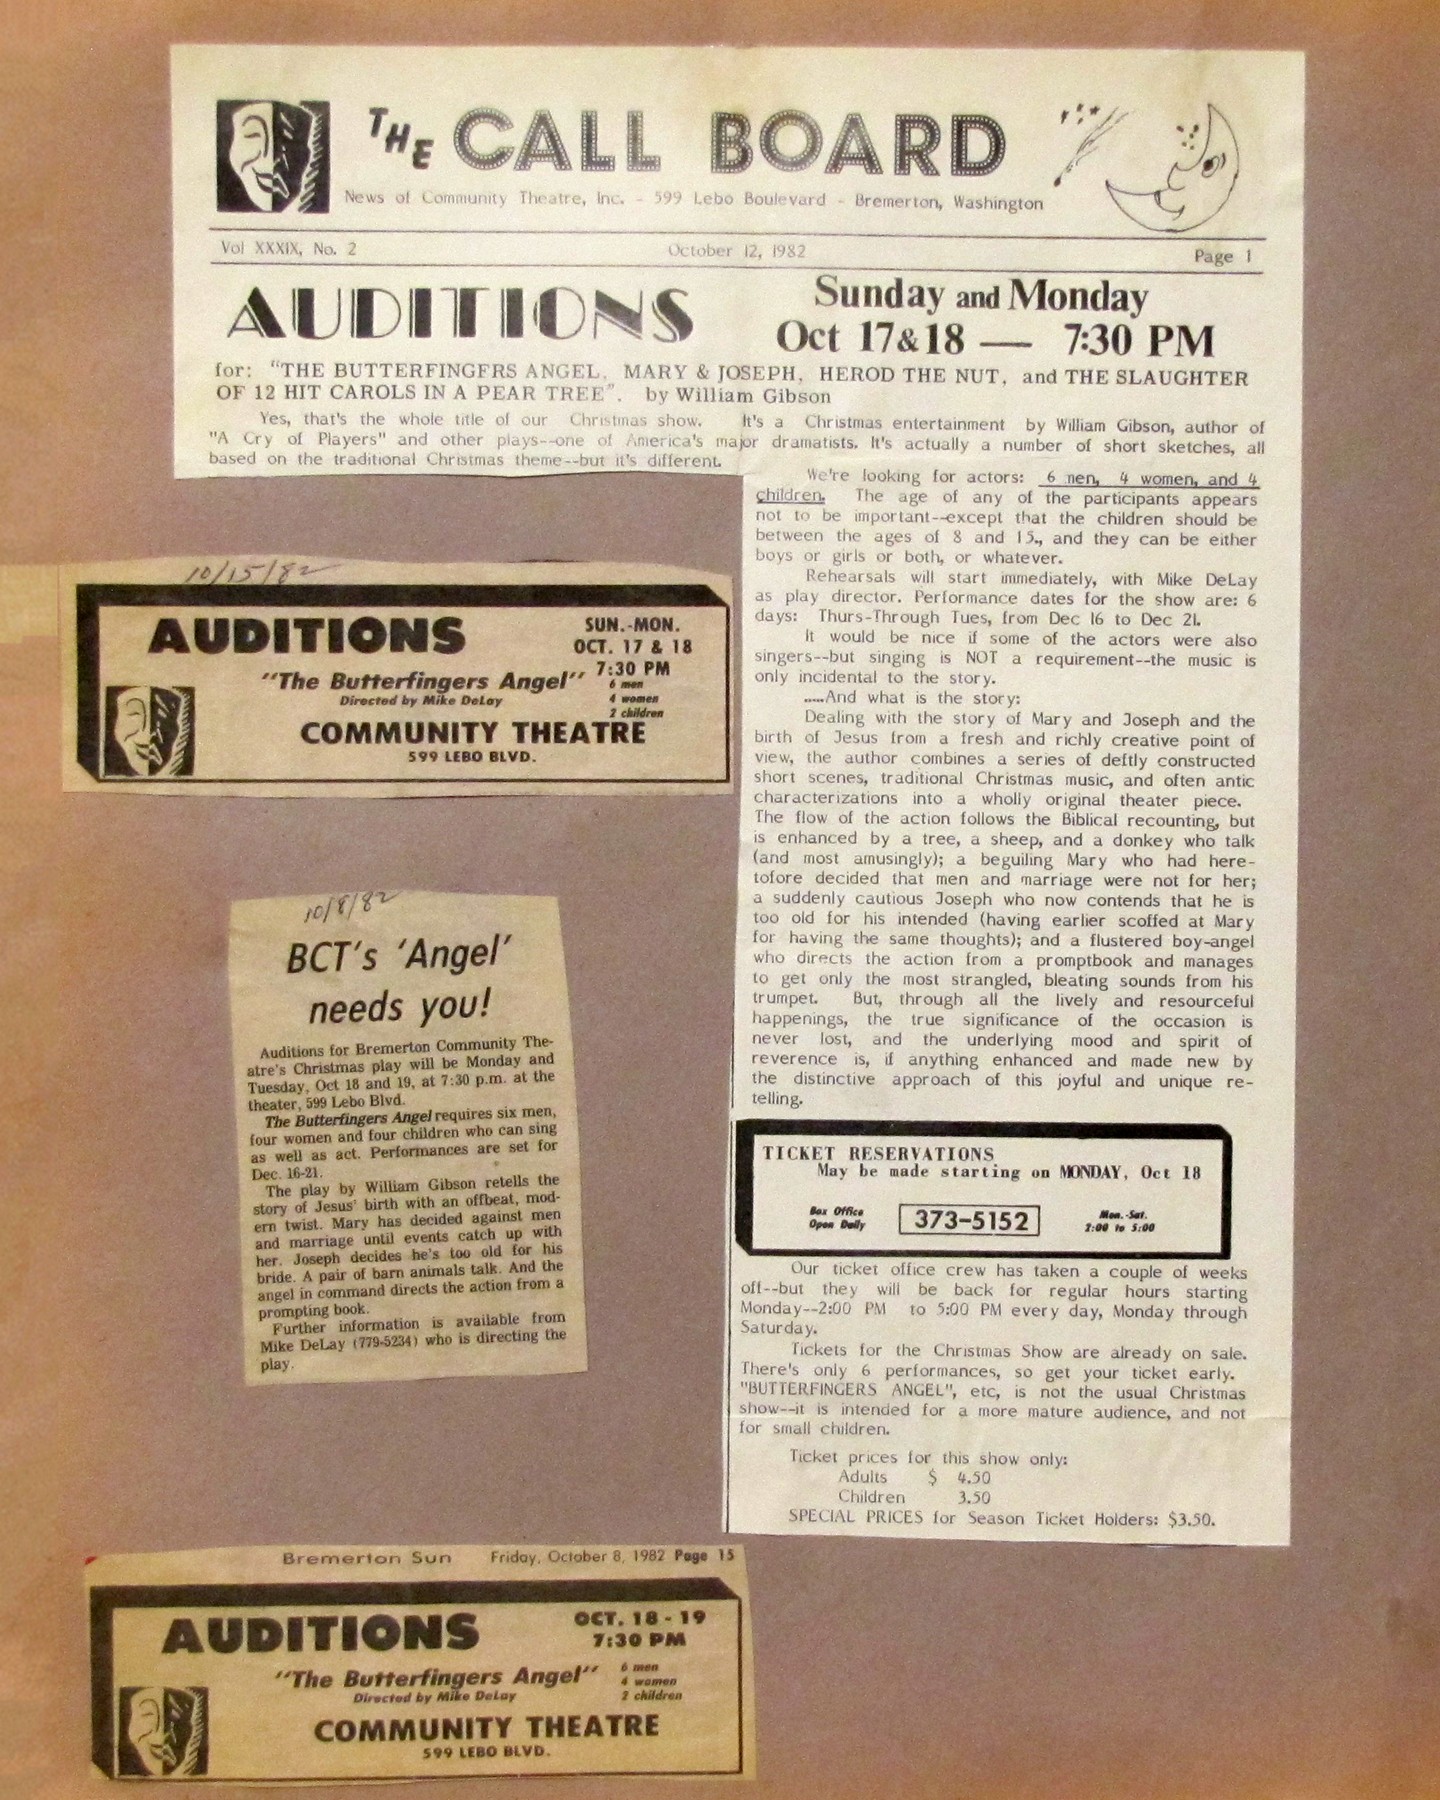 THE CALL BOARD
News of Community Theatre, Inc. - 599 Lebo Boulevard - Bremerton, Washington
Vol XXXIX, No. 2 October 12, 1982 Page 1
AUDITIONS
Sunday and Monday
Oct 17&18 — 7:30 PM
for: "THE BUTTERFINGERS ANGEL, MARY & JOSEPH, HEROD THE NUT, and THE SLAUGHTER
OF 12 HIT CAROLS IN A PEAR TREE". by William Gibson
Yes, that's the whole title of our Christmas show. It's a Christmas entertainment by William Gibson, author of
"A Cry of Players" and other plays--one of America's major dramatists. It's actually a number of short sketches, all
based on the traditional Christmas theme--but it's different.
We're looking for actors: 6 men, 4 women, and 4
children. The age of any of the participants appears
not to be important--except that the children should be
between the ages of 8 and 15., and they can be either
boys or girls or both, or whatever.
Rehearsals will start immediately, with Mike DeLay
as play director. Performance dates for the show are: 6
days: Thurs-Through Tues, from Dec 16 to Dec 21.
It would be nice if some of the actors were also
singers--but singing is NOT a requirement--the music is
only incidental to the story.
.....And what is the story:
Dealing with the story of Mary and Joseph and the
birth of Jesus from a fresh and richly creative point of
view, the author combines a series of deftly constructed
short scenes, traditional Christmas music, and often antic
characterizations into a wholly original theater piece.
The flow of the action follows the Biblical recounting, but
is enhanced by a tree, a sheep, and a donkey who talk
(and most amusingly); a beguiling Mary who had here-
tofore decided that men and marriage were not for her;
a suddenly cautious Joseph who now contends that he is
too old for his intended (having earlier scoffed at Mary
for having the same thoughts); and a flustered boy-angel
who directs the action from a promptbook and manages
to get only the most strangled, bleating sounds from his
trumpet. But, through all the lively and resourceful
happenings, the true significance of the occasion is
never lost, and the underlying mood and spirit of
reverence is, if anything enhanced and made new by
the distinctive approach of this joyful and unique re-
telling.
TICKET RESERVATIONS
May be made starting on MONDAY, Oct 18
Box Office
Open Daily
373-5152
Mon.-Sat.
2:00 to 5:00
Our ticket office crew has taken a couple of weeks
off--but they will be back for regular hours starting
Monday--2:00 PM to 5:00 PM every day, Monday through
Saturday.
Tickets for the Christmas Show are already on sale.
There's only 6 performances, so get your ticket early.
"BUTTERFINGERS ANGEL", etc, is not the usual Christmas
show--it is intended for a more mature audience, and not
for small children.
Ticket prices for this show only:
Adults $ 4.50
Children 3.50
SPECIAL PRICES for Season Ticket Holders: $3.50.
10/15/82
AUDITIONS
SUN.-MON.
OCT. 17 & 18
7:30 PM
"The Butterfingers Angel"
Directed by Mike DeLay
6 men
4 women
2 children
COMMUNITY THEATRE
599 LEBO BLVD.
10/8/82
BCT's 'Angel'
needs you!
Auditions for Bremerton Community The-
atre's Christmas play will be Monday and
Tuesday, Oct 18 and 19, at 7:30 p.m. at the
theater, 599 Lebo Blvd.
The Butterfingers Angel requires six men,
four women and four children who can sing
as well as act. Performances are set for
Dec. 16-21.
The play by William Gibson retells the
story of Jesus' birth with an offbeat, mod-
ern twist. Mary has decided against men
and marriage until events catch up with
her. Joseph decides he's too old for his
bride. A pair of barn animals talk. And the
angel in command directs the action from a
prompting book.
Further information is available from
Mike DeLay (779-5234) who is directing the
play.
Bremerton Sun Friday, October 8, 1982 Page 15
AUDITIONS
OCT. 18 - 19
7:30 PM
"The Butterfingers Angel"
Directed by Mike DeLay
6 men
4 women
2 children
COMMUNITY THEATRE
599 LEBO BLVD.